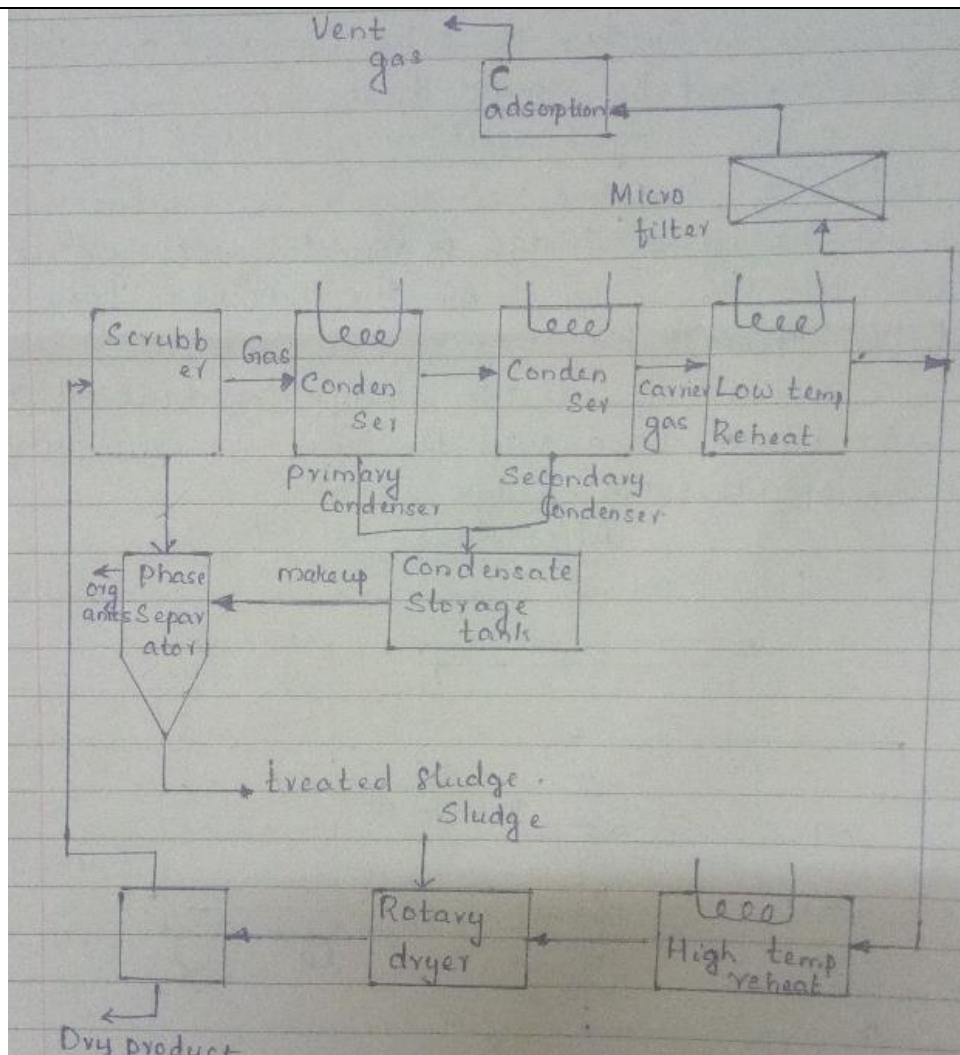 Vent
gas
C
adsorption
Micro
filter
Scrubb
er
Gas
Conden
Ser
Conden
Ser
Carrier
gas
Low temp
Reheat
Primary
Condenser
Secondary
Condenser
org
anics
Phase
Separ
ator
makeup
Condensate
Storage
tank
treated sludge.
Sludge
Rotary
dryer
High temp
reheat
Dry product